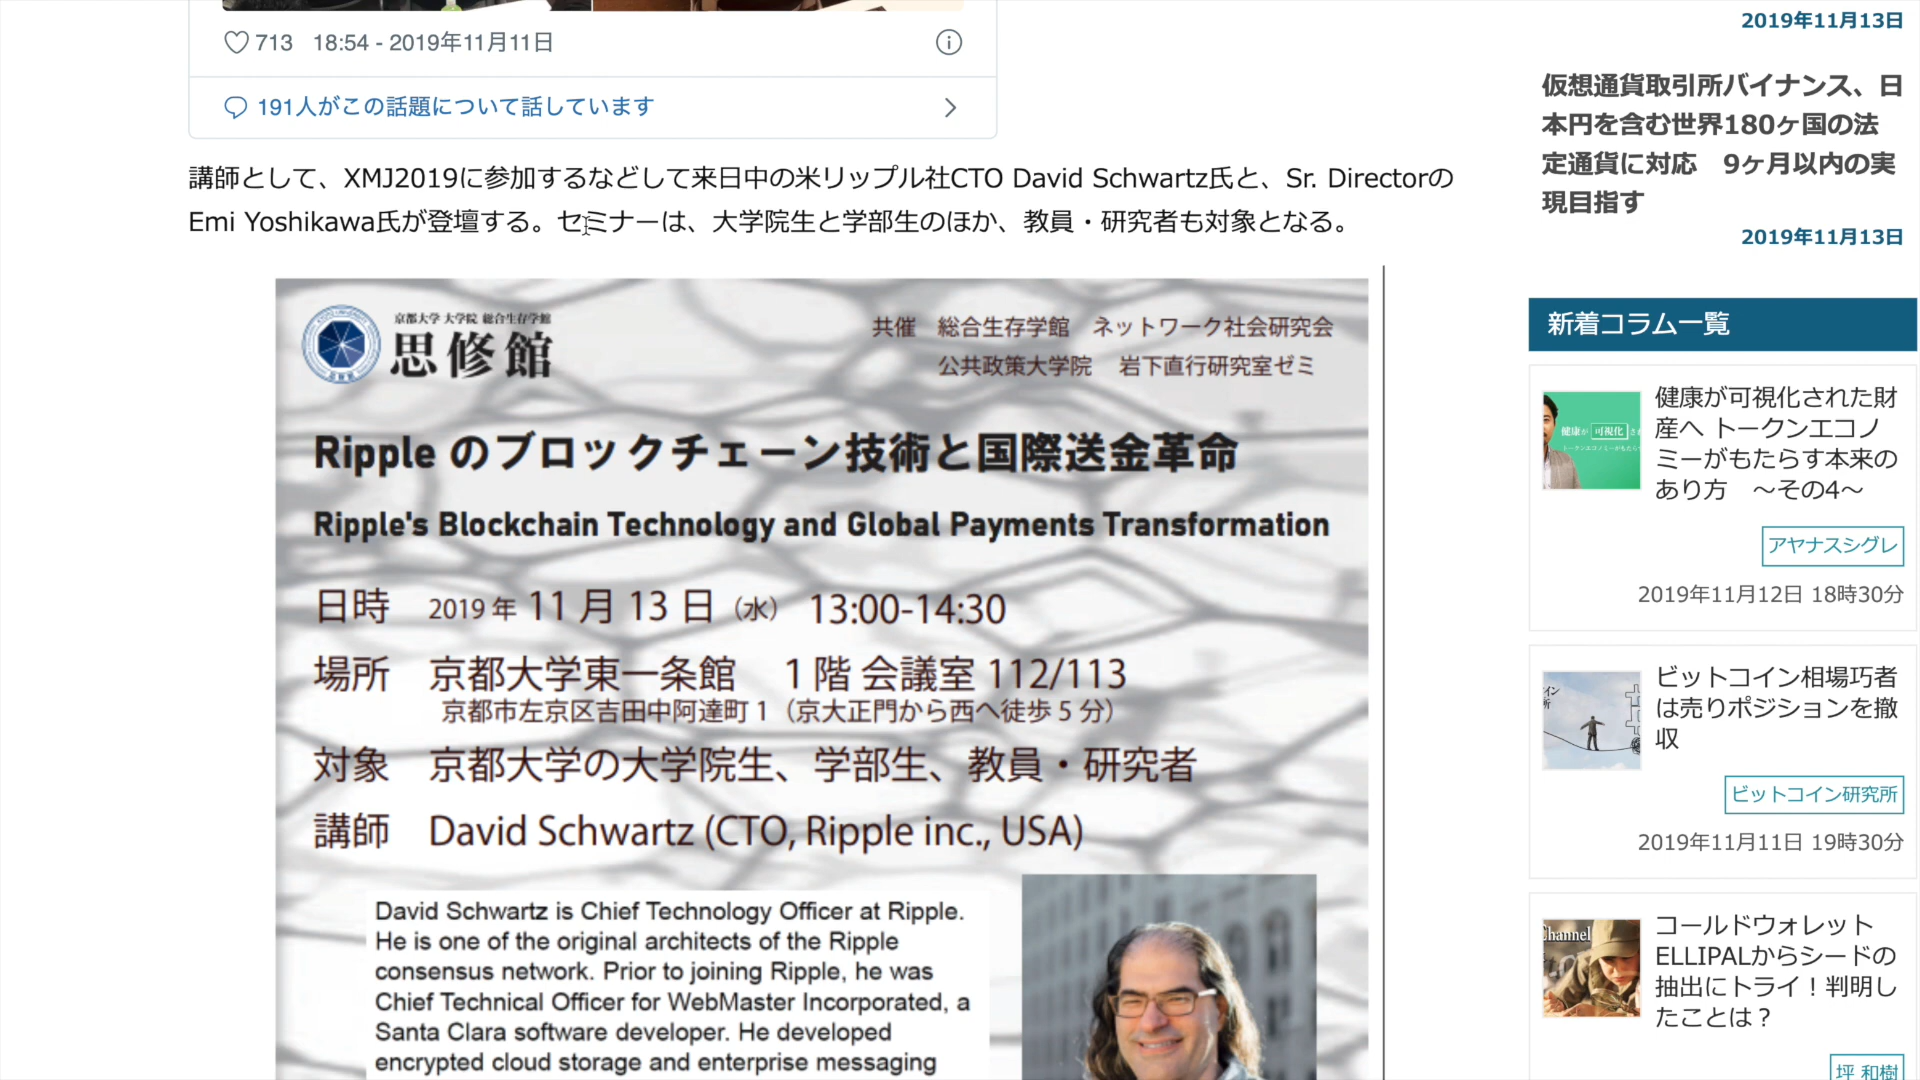 713 18:54 - 2019年11月11日
191人がこの話題について話しています
講師として、XMJ2019に参加するなどして来日中の米リップル社CTO David Schwartz氏と、Sr. Directorの
Emi Yoshikawa氏が登壇する。セミナーは、大学院生と学部生のほか、教員・研究者も対象となる。
京都大学 大学院 総合生存学館
思修館
共催 総合生存学館 ネットワーク社会研究会
公共政策大学院 岩下直行研究室ゼミ
Ripple のブロックチェーン技術と国際送金革命
Ripple's Blockchain Technology and Global Payments Transformation
日時 2019 年 11 月 13 日（水） 13:00-14:30
場所 京都大学東一条館 1 階 会議室 112/113
京都市左京区吉田中阿達町 1（京大正門から西へ徒歩 5 分）
対象 京都大学の大学院生、学部生、教員・研究者
講師 David Schwartz (CTO, Ripple inc., USA)
David Schwartz is Chief Technology Officer at Ripple.
He is one of the original architects of the Ripple
consensus network. Prior to joining Ripple, he was
Chief Technical Officer for WebMaster Incorporated, a
Santa Clara software developer. He developed
encrypted cloud storage and enterprise messaging
2019年11月13日
仮想通貨取引所バイナンス、日
本円を含む世界180ヶ国の法
定通貨に対応　9ヶ月以内の実
現目指す
2019年11月13日
新着コラム一覧
健康が 可視化
健康が可視化された財
産へ トークンエコノ
ミーがもたらす本来の
あり方　〜その4〜
アヤナスシグレ
2019年11月12日 18時30分
ビットコイン相場巧者
は売りポジションを撤
収
ビットコイン研究所
2019年11月11日 19時30分
Channel
コールドウォレット
ELLIPALからシードの
抽出にトライ！判明し
たことは？
坪 和樹